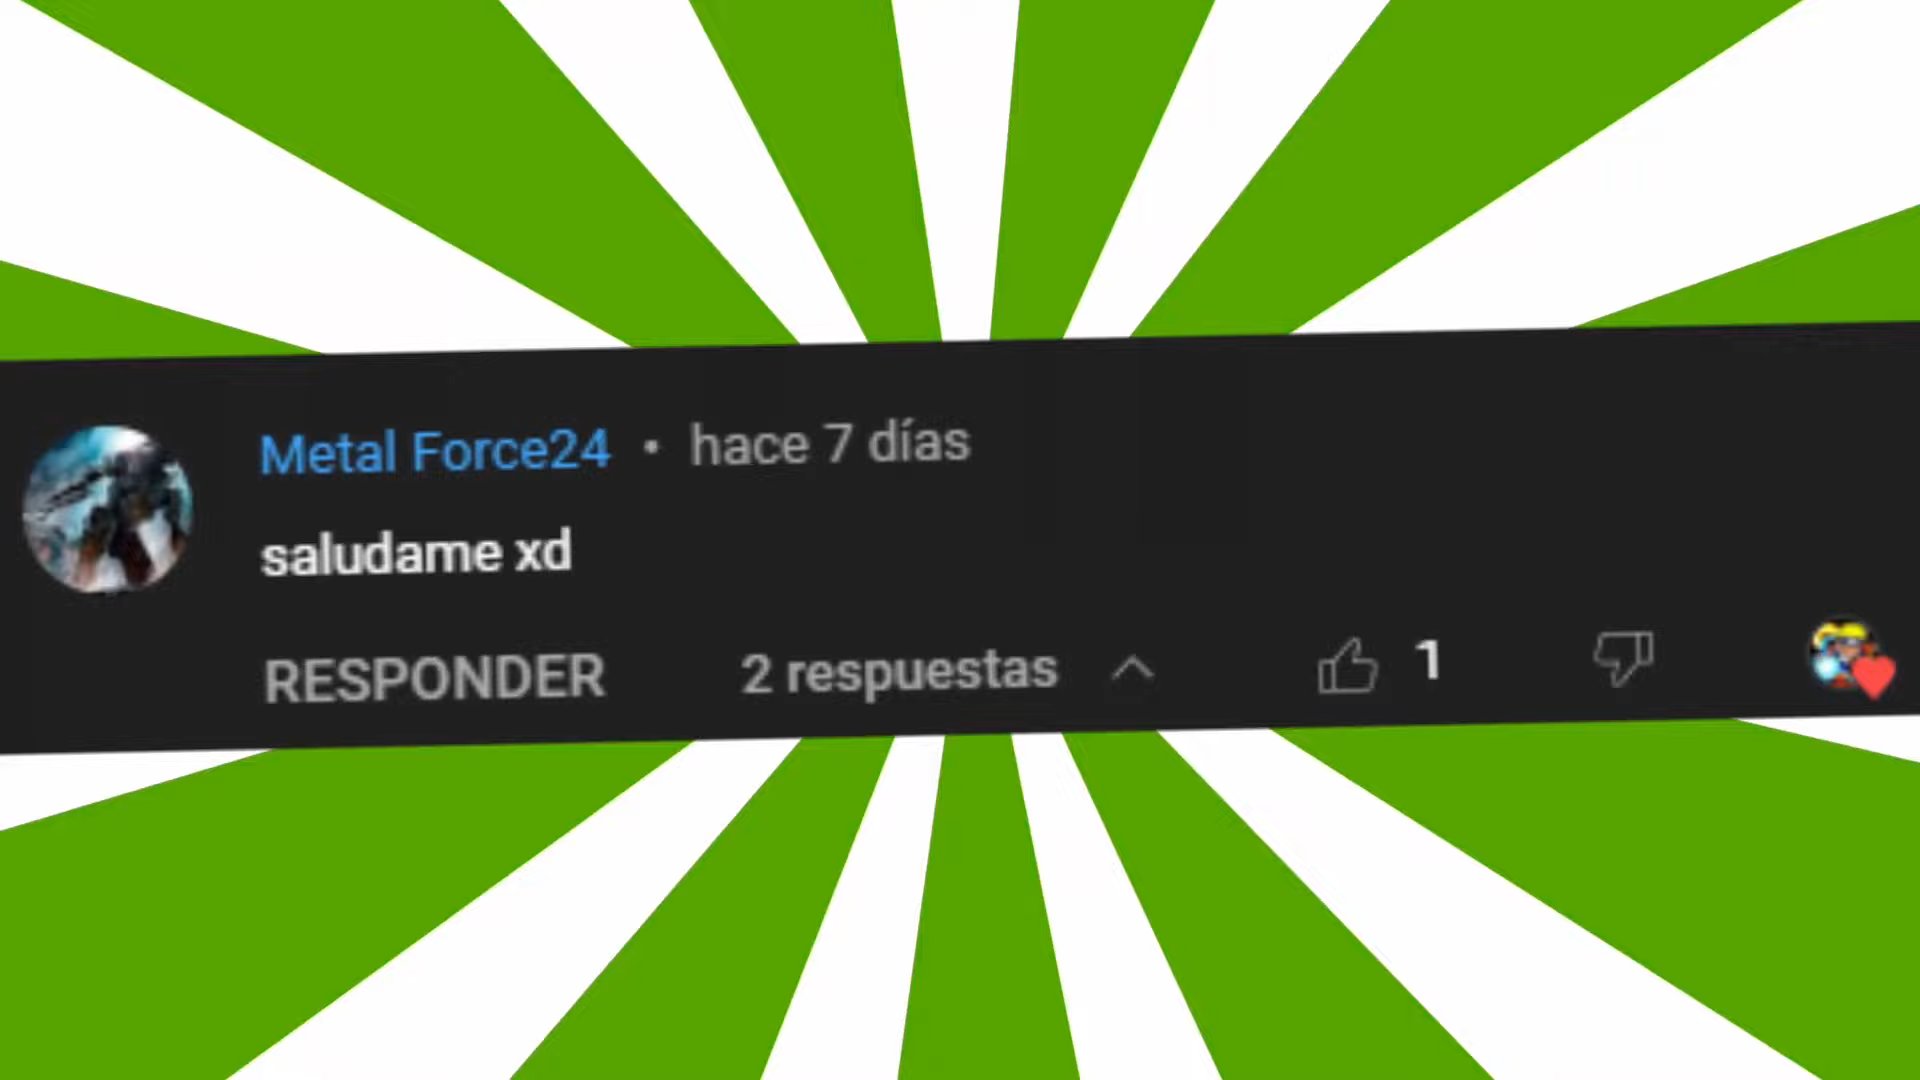 Metal Force24 • hace 7 días
saludame xd
RESPONDER 2 respuestas 1